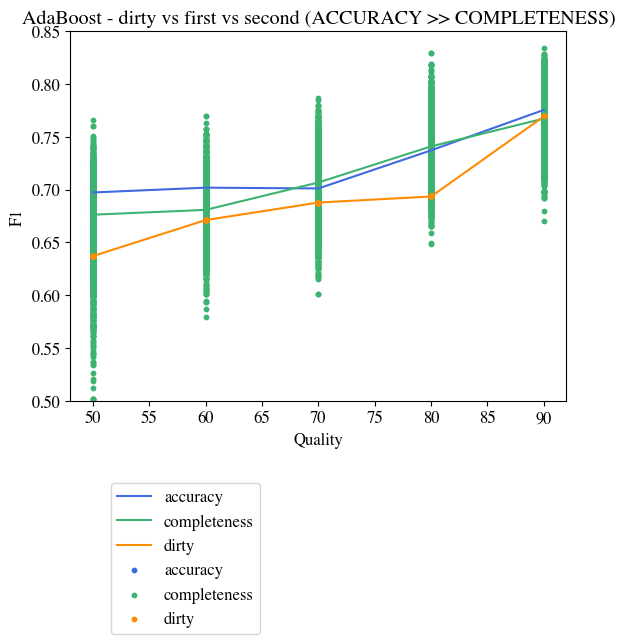 AdaBoost - dirty vs first vs second (ACCURACY >> COMPLETENESS)
0.85
0.80
0.75
0.70
0.65
0.60
0.55
0.50
F1
50 55 60 65 70 75 80 85 90
Quality
accuracy
completeness
dirty
accuracy
completeness
dirty